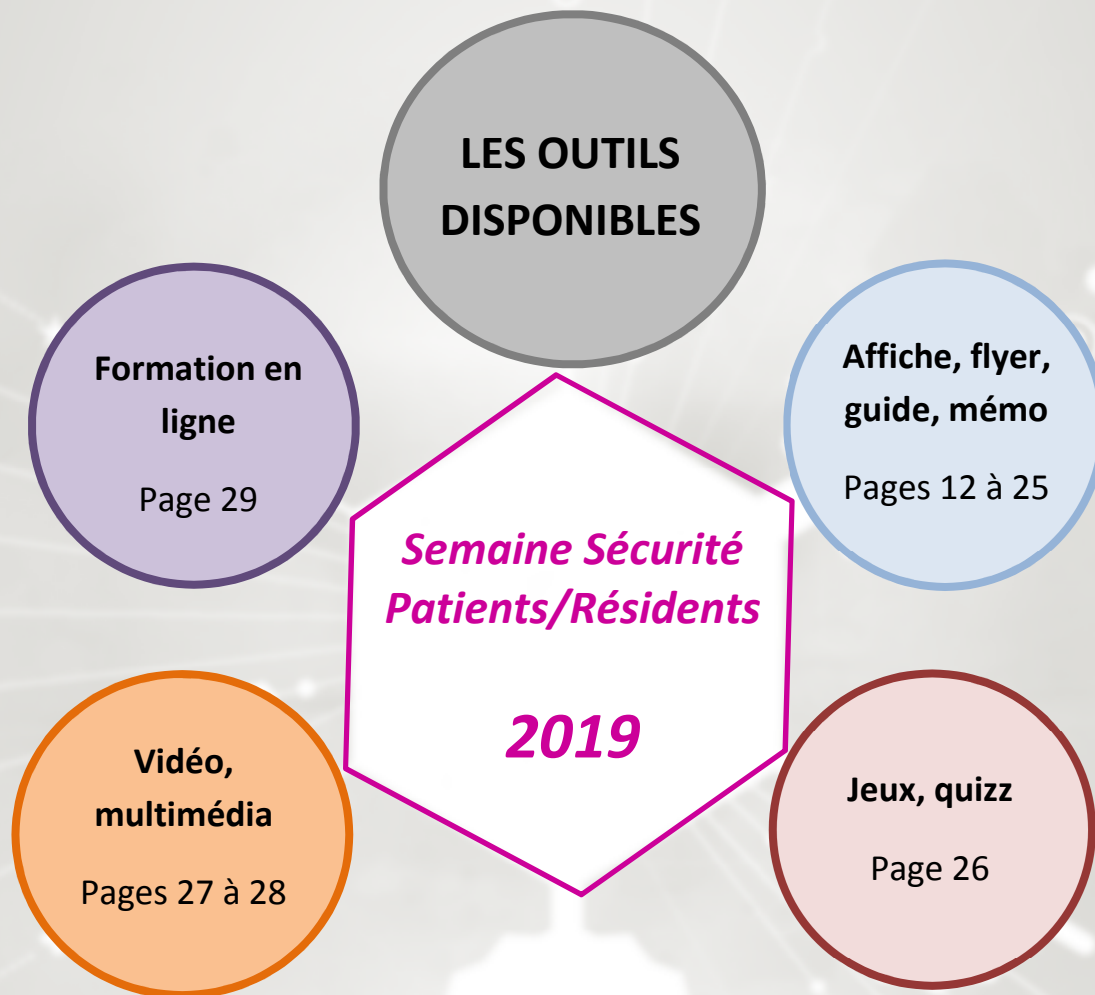 LES OUTILS
DISPONIBLES
Formation en
ligne
Page 29
Affiche, flyer,
guide, mémo
Pages 12 à 25
Semaine Sécurité
Patients/Résidents
2019
Vidéo,
multimédia
Pages 27 à 28
Jeux, quizz
Page 26